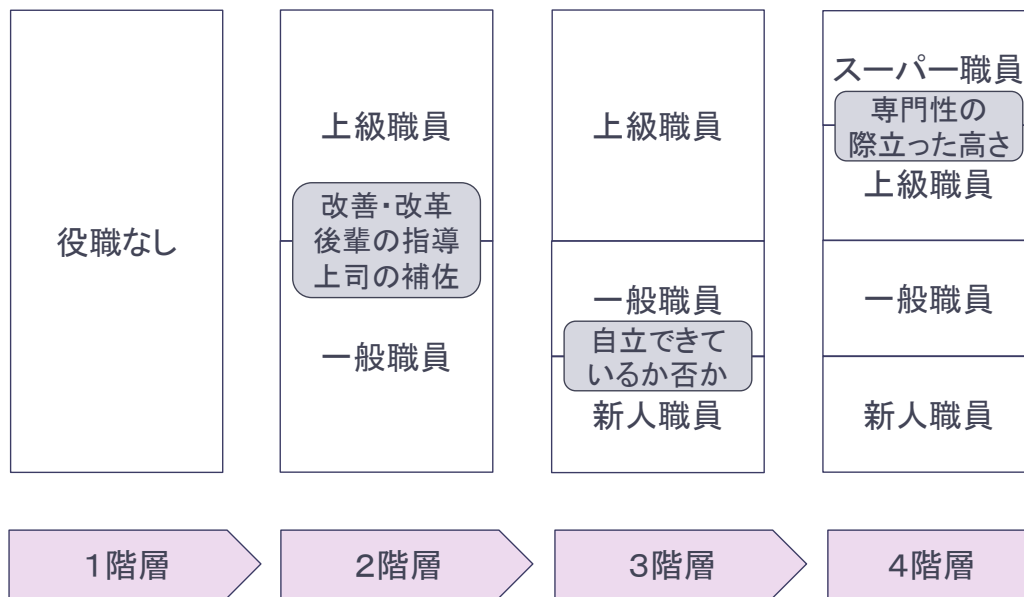 役職なし
上級職員
改善・改革
後輩の指導
上司の補佐
一般職員
上級職員
一般職員
自立できて
いるか否か
新人職員
スーパー職員
専門性の
際立った高さ
上級職員
一般職員
新人職員
1階層
2階層
3階層
4階層